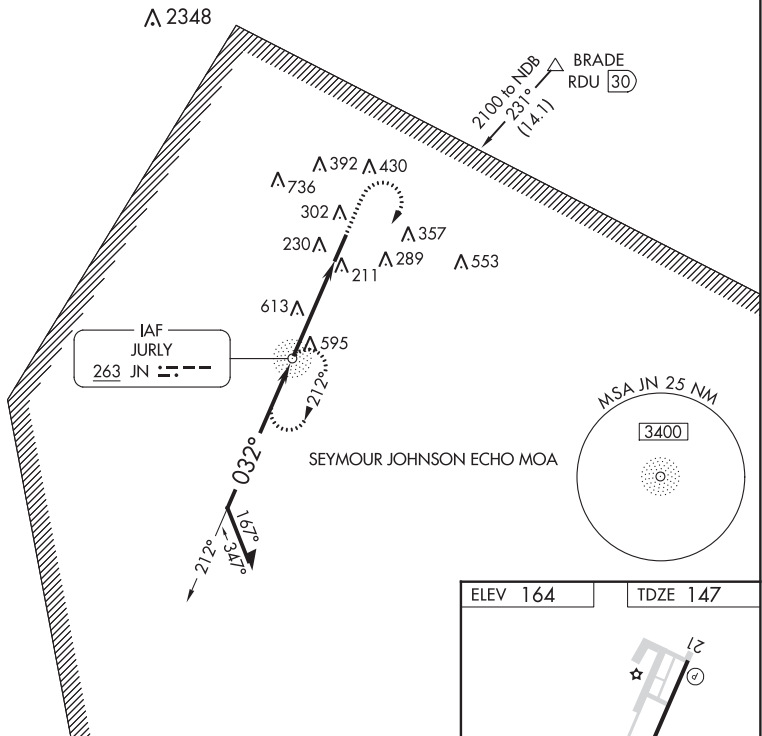 2348
BRADE
RDU 30
2100 to NDB
231°
(14.1)
392
430
736
302
230
357
289
553
211
613
IAF
JURLY
263 JN
595
212°
MSA JN 25 NM
3400
032°
SEYMOUR JOHNSON ECHO MOA
167°
347°
212°
ELEV 164
TDZE 147
21
P